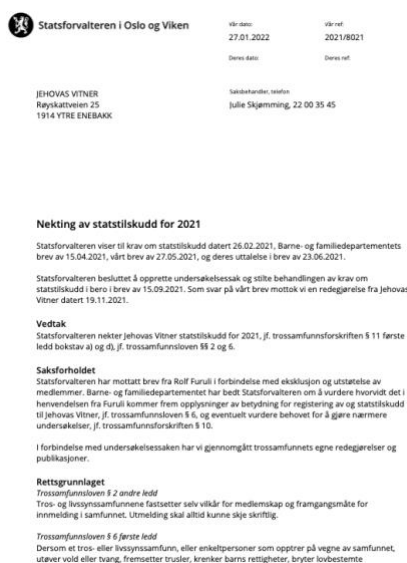 Statsforvalteren i Oslo og Viken
Vår dato:
27.01.2022
Vår ref:
2021/8021
Deres dato:
Deres ref:
JEHOVAS VITNER
Røyskattveien 25
1914 YTRE ENEBAKK
Saksbehandler, telefon
Julie Skjømming, 22 00 35 45
Nekting av statstilskudd for 2021
Statsforvalteren viser til krav om statstilskudd datert 26.02.2021, Barne- og familiedepartementets
brev av 15.04.2021, vårt brev av 27.05.2021, og deres uttalelse i brev av 23.06.2021.
Statsforvalteren besluttet å opprette undersøkelsessak og stilte behandlingen av krav om
statstilskudd i bero i brev av 15.09.2021. Som svar på vårt brev mottok vi en redegjørelse fra Jehovas
Vitner datert 19.11.2021.
Vedtak
Statsforvalteren nekter Jehovas Vitner statstilskudd for 2021, jf. trossamfunnsforskriften § 11 første
ledd bokstav a) og d), jf. trossamfunnsloven §§ 2 og 6.
Saksforholdet
Statsforvalteren har mottatt brev fra Rolf Furuli i forbindelse med eksklusjon og utstøtelse av
medlemmer. Barne- og familiedepartementet har bedt Statsforvalteren om å vurdere hvorvidt det i
henvendelsen fra Furuli kommer frem opplysninger av betydning for registering av og statstilskudd
til Jehovas Vitner, jf. trossamfunnsloven § 6, og eventuelt vurdere behovet for å gjøre nærmere
undersøkelser, jf. trossamfunnsforskriften § 10.
I forbindelse med undersøkelsessaken har vi gjennomgått trossamfunnets egne redegjørelser og
publikasjoner.
Rettsgrunnlaget
Trossamfunnsloven § 2 andre ledd
Tros- og livssynssamfunnene fastsetter selv vilkår for medlemskap og framgangsmåte for
innmelding i samfunnet. Utmelding skal alltid kunne skje skriftlig.
Trossamfunnsloven § 6 første ledd
Dersom et tros- eller livssynssamfunn, eller enkeltpersoner som opptrer på vegne av samfunnet,
utøver vold eller tvang, fremsetter trusler, krenker barns rettigheter, bryter lovbestemte